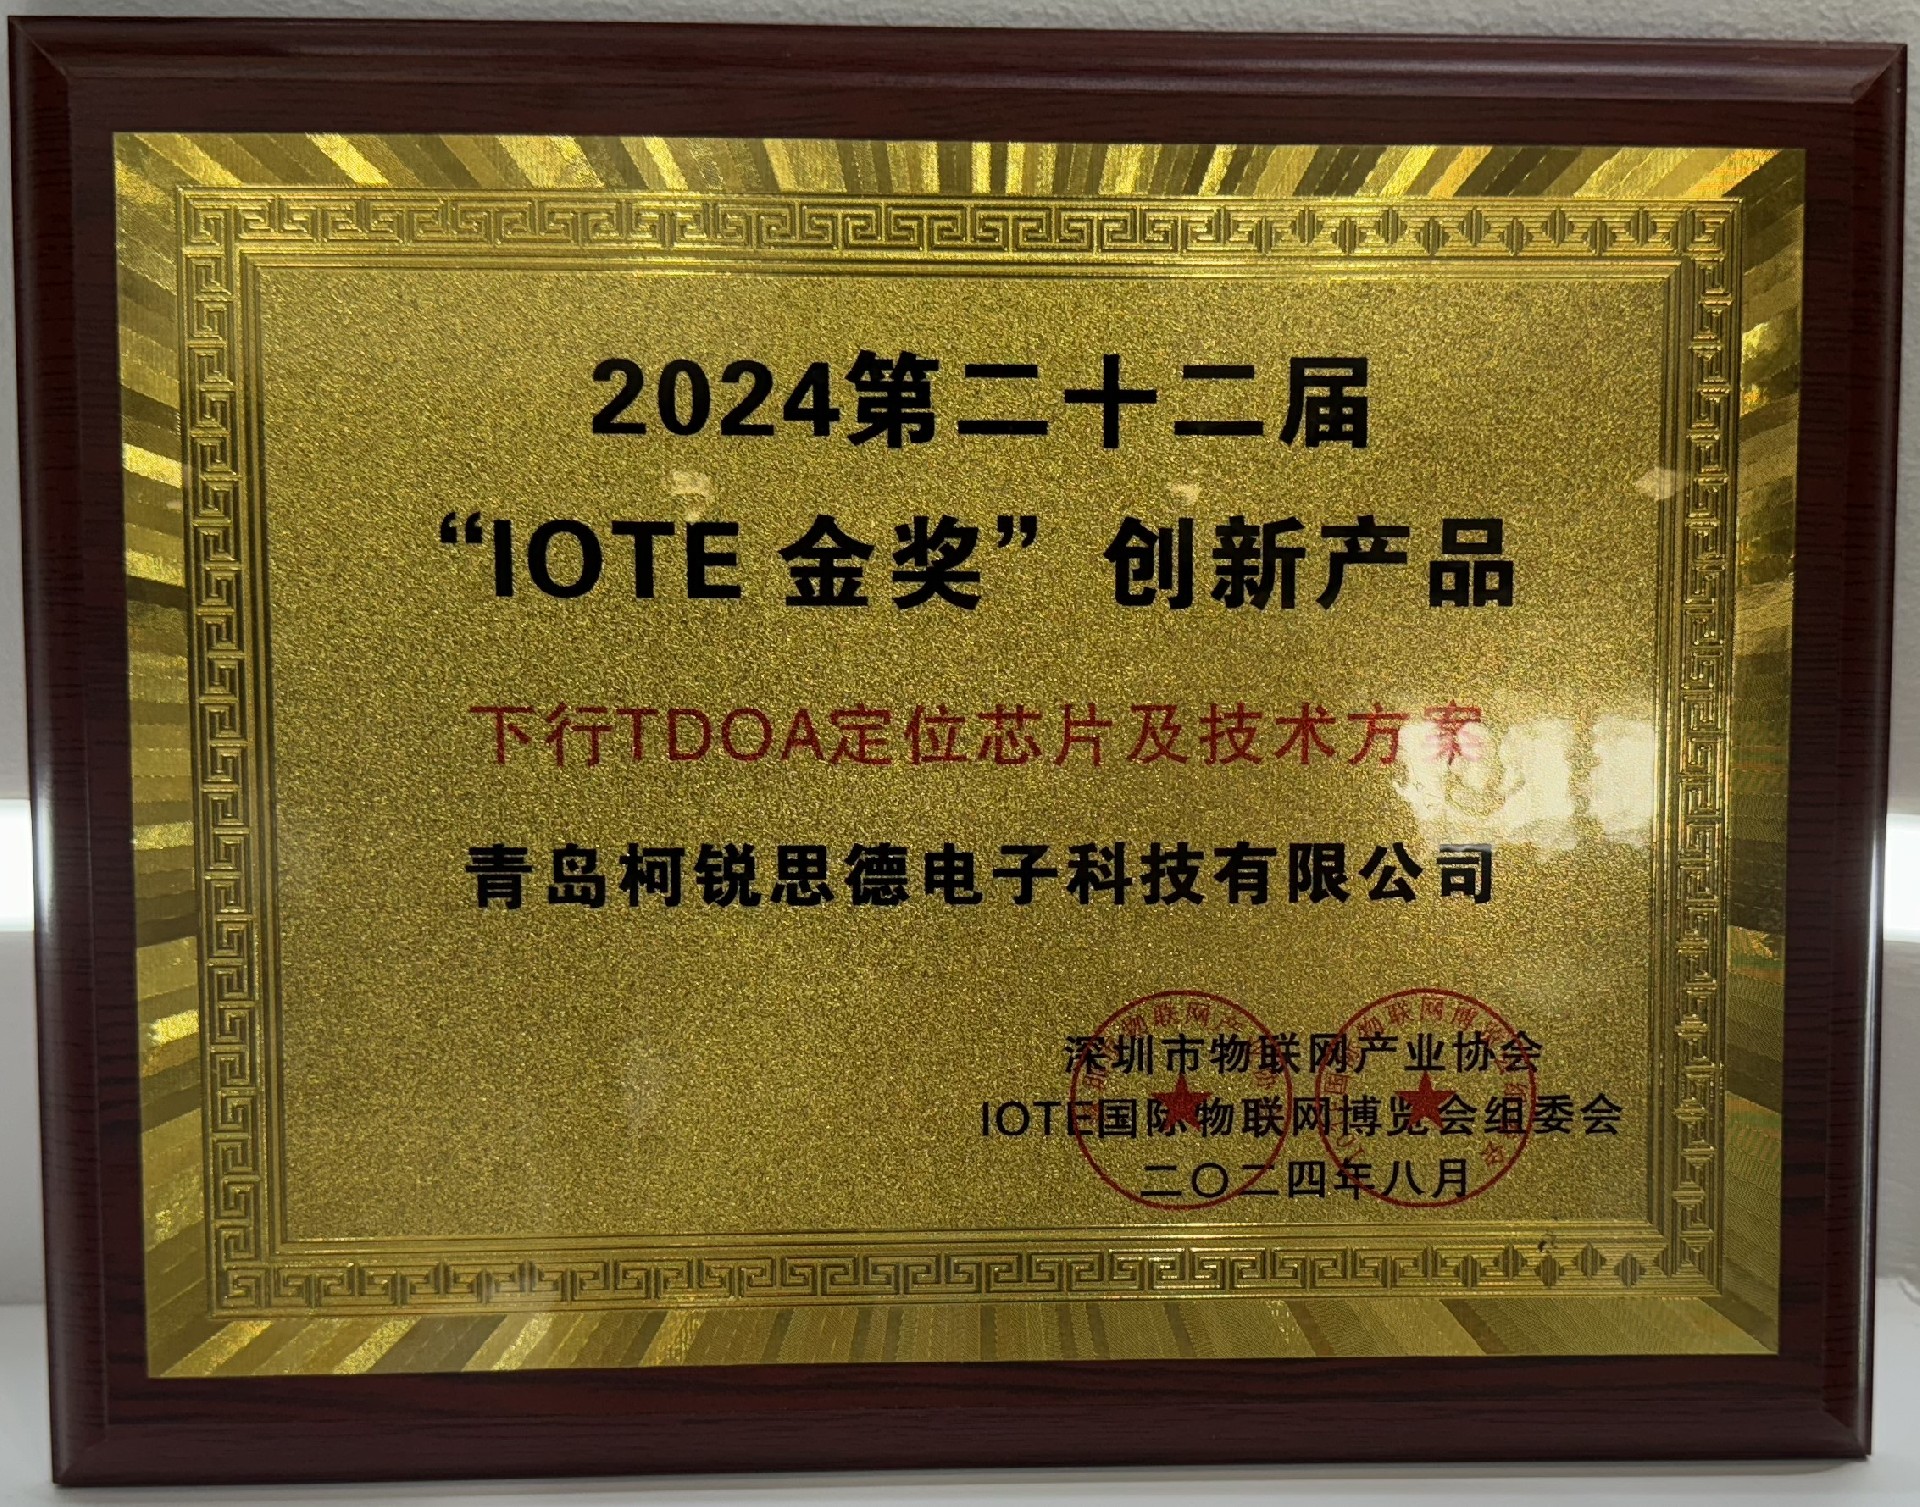 2024第二十二届
“IOTE 金奖”创新产品
下行TDOA定位芯片及技术方案
青岛柯锐思德电子科技有限公司
深圳市物联网产业协会
IOTE国际物联网博览会组委会
二〇二四年八月